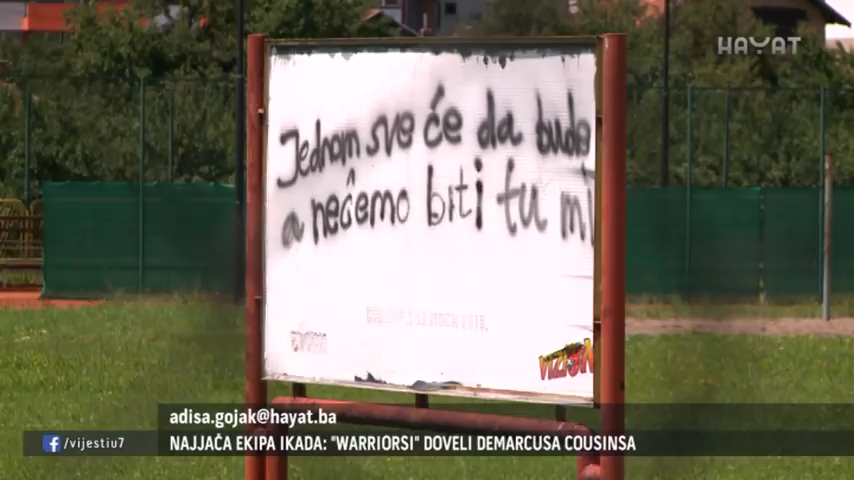 HAYAT
Jednom sve će da bude
a nećemo biti tu mi
VIZION
adisa.gojak@hayat.ba
f/vijestiu7
NAJJAČA EKIPA IKADA: "WARRIORSI" DOVELI DEMARCUSA COUSINSA